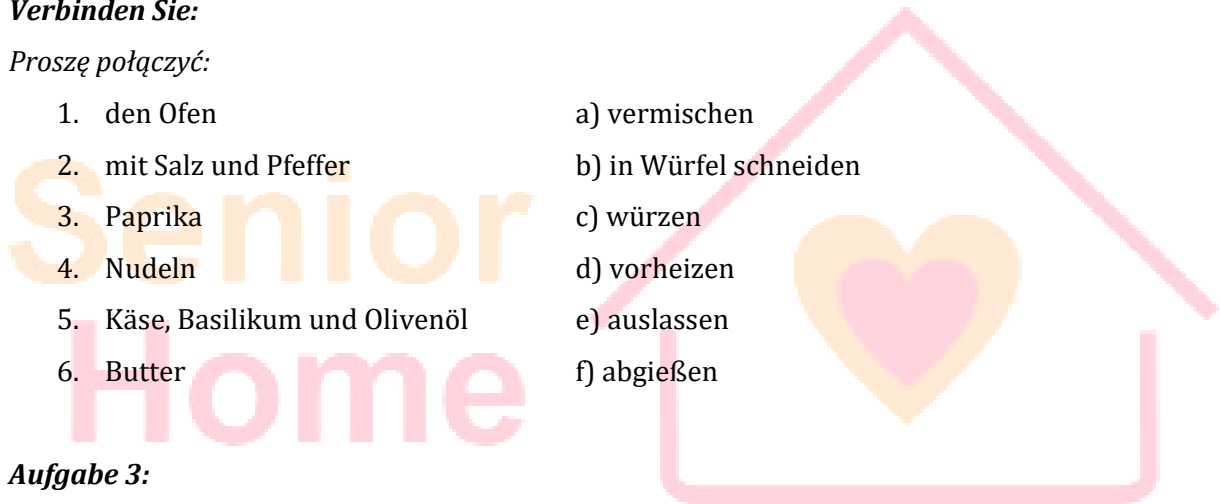 Verbinden Sie:
Proszę połączyć:
1. den Ofen a) vermischen
2. mit Salz und Pfeffer b) in Würfel schneiden
3. Paprika c) würzen
4. Nudeln d) vorheizen
5. Käse, Basilikum und Olivenöl e) auslassen
6. Butter f) abgießen
Senior
Home
Aufgabe 3: